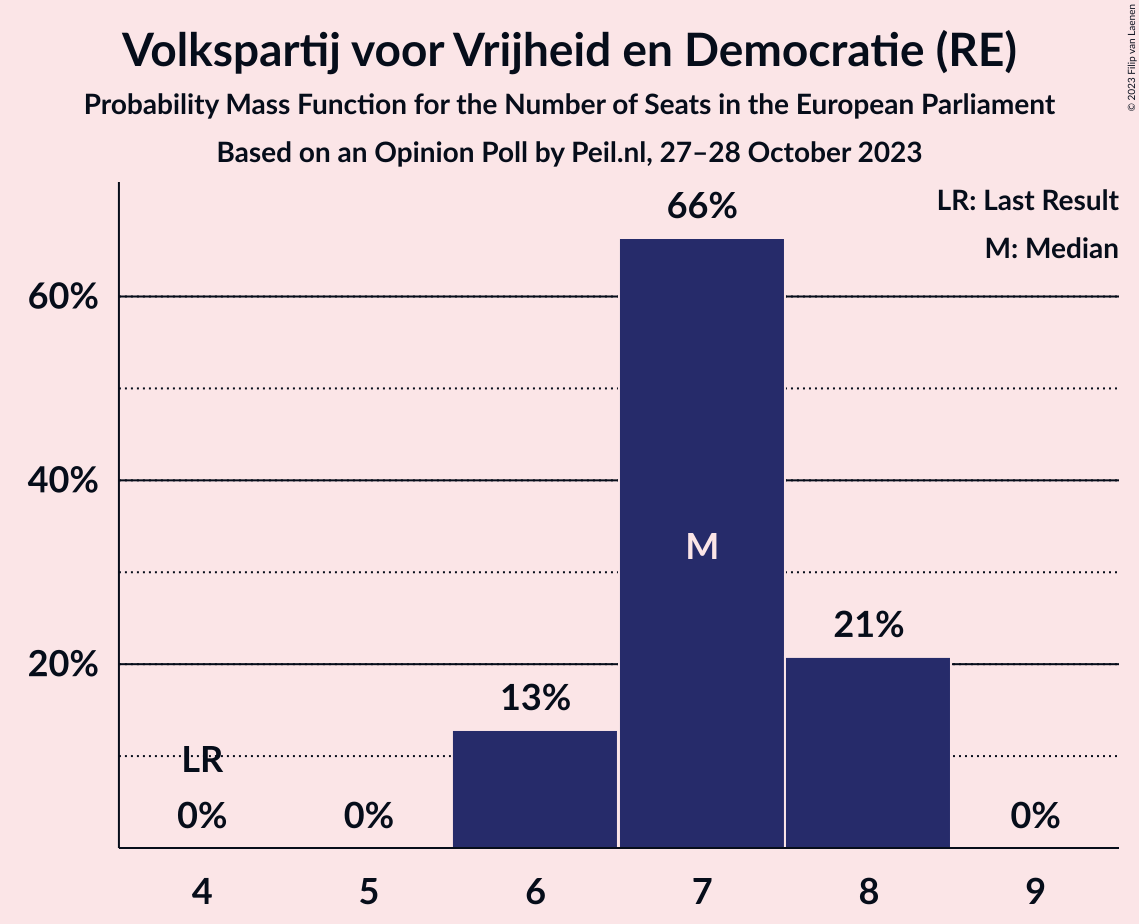 Volkspartij voor Vrijheid en Democratie (RE)
Probability Mass Function for the Number of Seats in the European Parliament
Based on an Opinion Poll by Peil.nl, 27–28 October 2023
© 2023 Filip van Laenen
LR: Last Result
M: Median
66%
60%
40%
M
21%
20%
13%
LR
0%
0%
0%
4
5
6
7
8
9